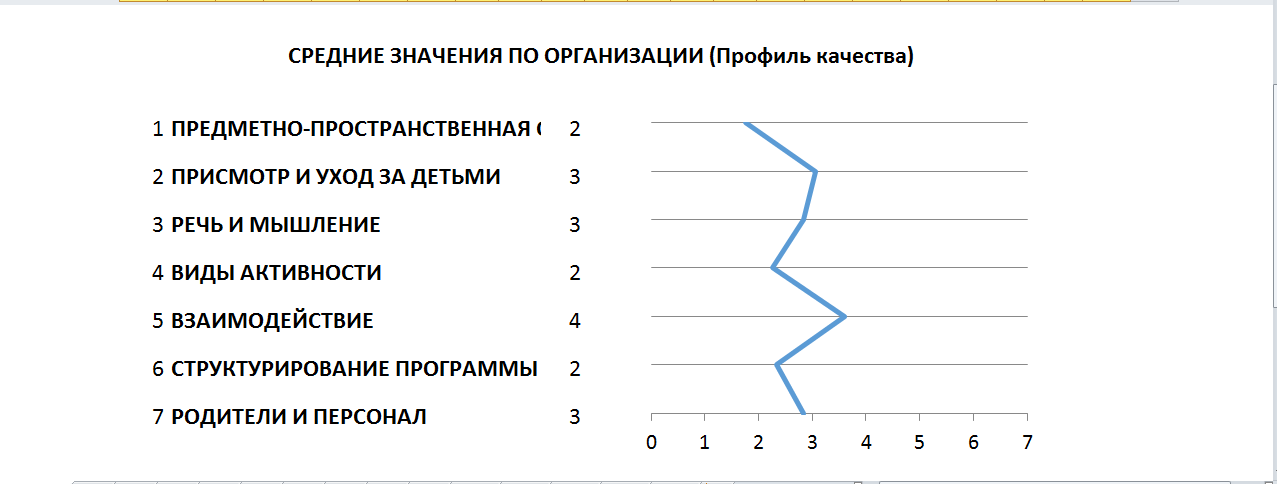 СРЕДНИЕ ЗНАЧЕНИЯ ПО ОРГАНИЗАЦИИ (Профиль качества)
1 ПРЕДМЕТНО-ПРОСТРАНСТВЕННАЯ 2
2 ПРИСМОТР И УХОД ЗА ДЕТЬМИ 3
3 РЕЧЬ И МЫШЛЕНИЕ 3
4 ВИДЫ АКТИВНОСТИ 2
5 ВЗАИМОДЕЙСТВИЕ 4
6 СТРУКТУРИРОВАНИЕ ПРОГРАММЫ 2
7 РОДИТЕЛИ И ПЕРСОНАЛ 3
0 1 2 3 4 5 6 7